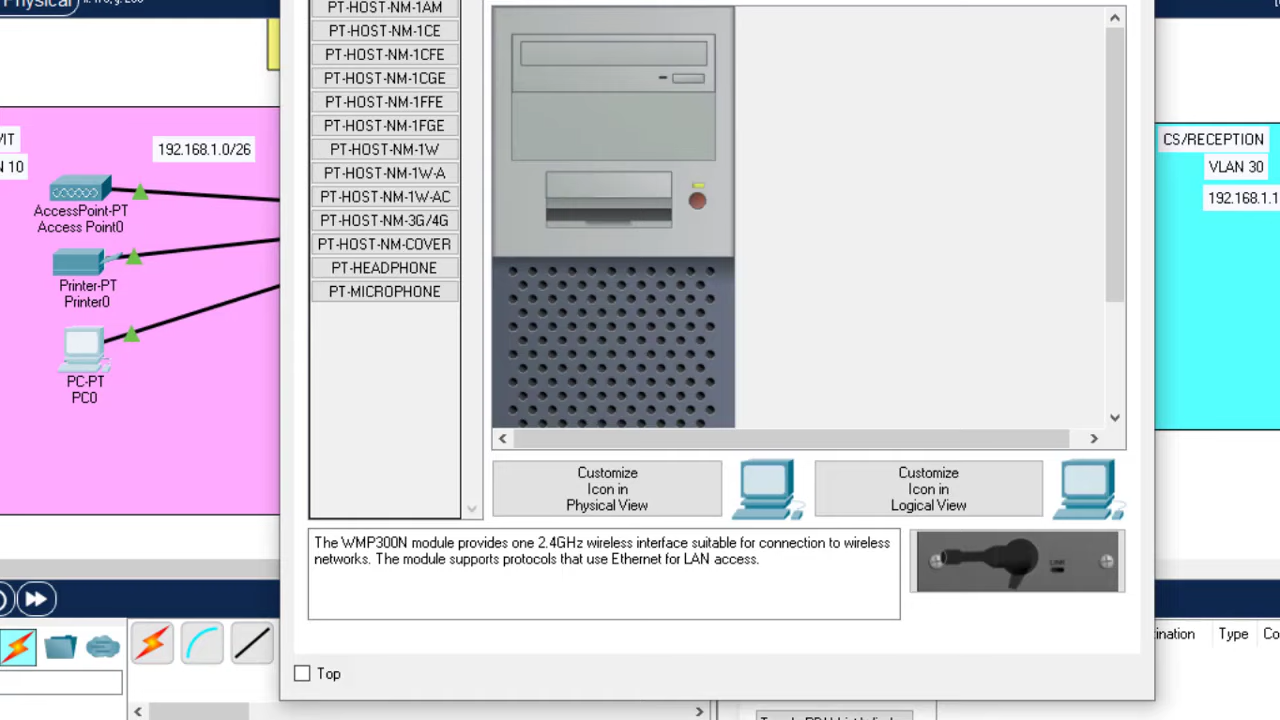 Physical
PT-HOST-NM-1AM
PT-HOST-NM-1CE
PT-HOST-NM-1CFE
PT-HOST-NM-1CGE
PT-HOST-NM-1FFE
PT-HOST-NM-1FGE
PT-HOST-NM-1W
PT-HOST-NM-1W-A
PT-HOST-NM-1W-AC
PT-HOST-NM-3G/4G
PT-HOST-NM-COVER
PT-HEADPHONE
PT-MICROPHONE
/IT
N 10
192.168.1.0/26
AccessPoint-PT
Access Point0
Printer-PT
Printer0
PC-PT
PC0
CS/RECEPTION
VLAN 30
192.168.1.1
Customize
Icon in
Physical View
Customize
Icon in
Logical View
The WMP300N module provides one 2.4GHz wireless interface suitable for connection to wireless
networks. The module supports protocols that use Ethernet for LAN access.
LINK
Top
ination
Type
Co